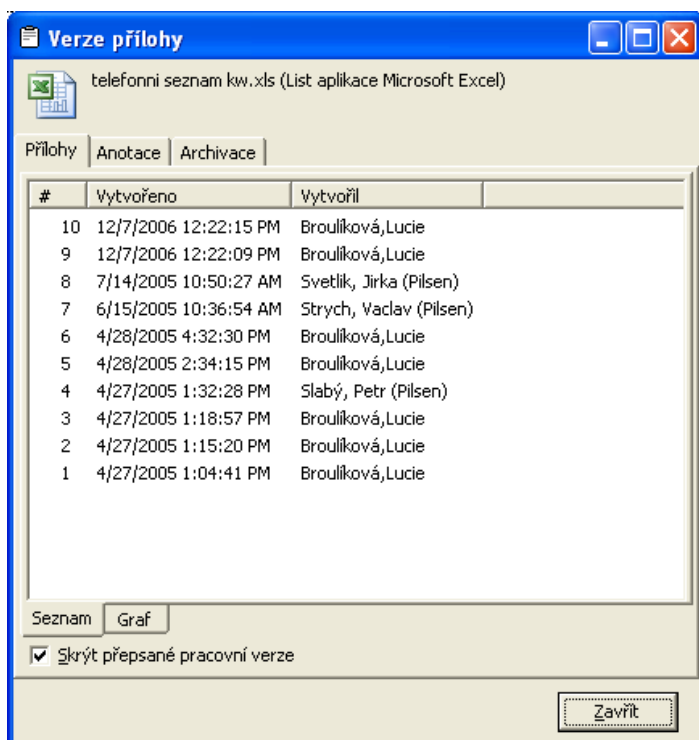 Verze přílohy
telefonni seznam kw.xls (List aplikace Microsoft Excel)
Přílohy Anotace Archivace
# Vytvořeno Vytvořil
10 12/7/2006 12:22:15 PM Broulíková,Lucie
9 12/7/2006 12:22:09 PM Broulíková,Lucie
8 7/14/2005 10:50:27 AM Svetlik, Jirka (Pilsen)
7 6/15/2005 10:36:54 AM Strych, Vaclav (Pilsen)
6 4/28/2005 4:32:30 PM Broulíková,Lucie
5 4/28/2005 2:34:15 PM Broulíková,Lucie
4 4/27/2005 1:32:28 PM Slabý, Petr (Pilsen)
3 4/27/2005 1:18:57 PM Broulíková,Lucie
2 4/27/2005 1:15:20 PM Broulíková,Lucie
1 4/27/2005 1:04:41 PM Broulíková,Lucie
Seznam Graf
Skrýt přepsané pracovní verze
Zavřít